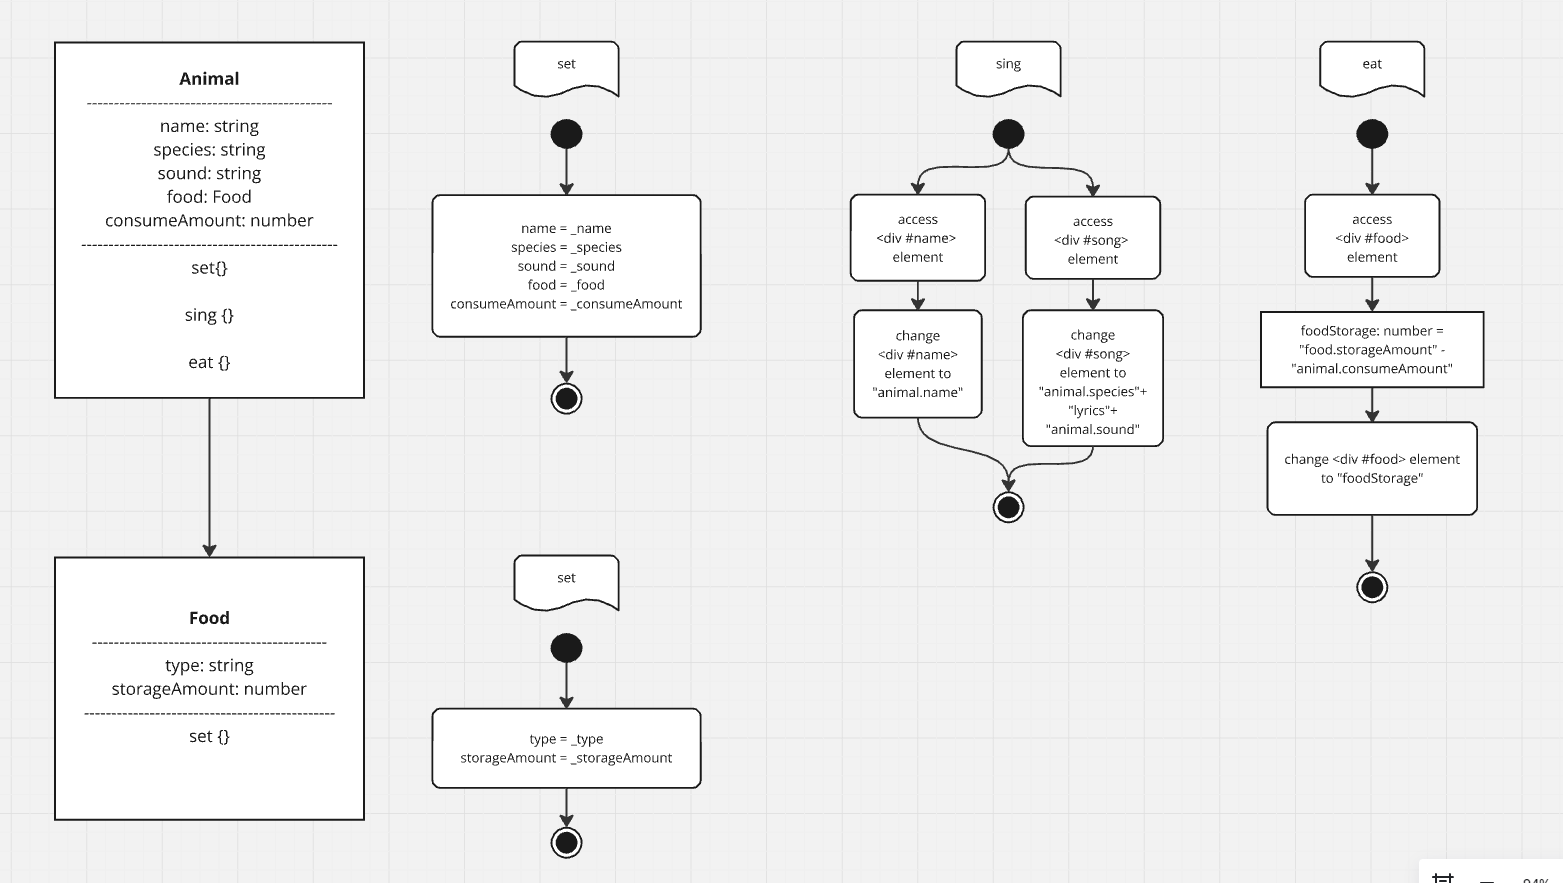 Animal
---------------------------------------------
name: string
species: string
sound: string
food: Food
consumeAmount: number
-----------------------------------------------
set{}
sing {}
eat {}
Food
-------------------------------------------
type: string
storageAmount: number
----------------------------------------------
set {}
set
name = _name
species = _species
sound = _sound
food = _food
consumeAmount = _consumeAmount
set
type = _type
storageAmount = _storageAmount
sing
access
<div #name>
element
change
<div #name>
element to
"animal.name"
access
<div #song>
element
change
<div #song>
element to
"animal.species"+
"lyrics"+
"animal.sound"
eat
access
<div #food>
element
foodStorage: number =
"food.storageAmount" -
"animal.consumeAmount"
change <div #food> element
to "foodStorage"